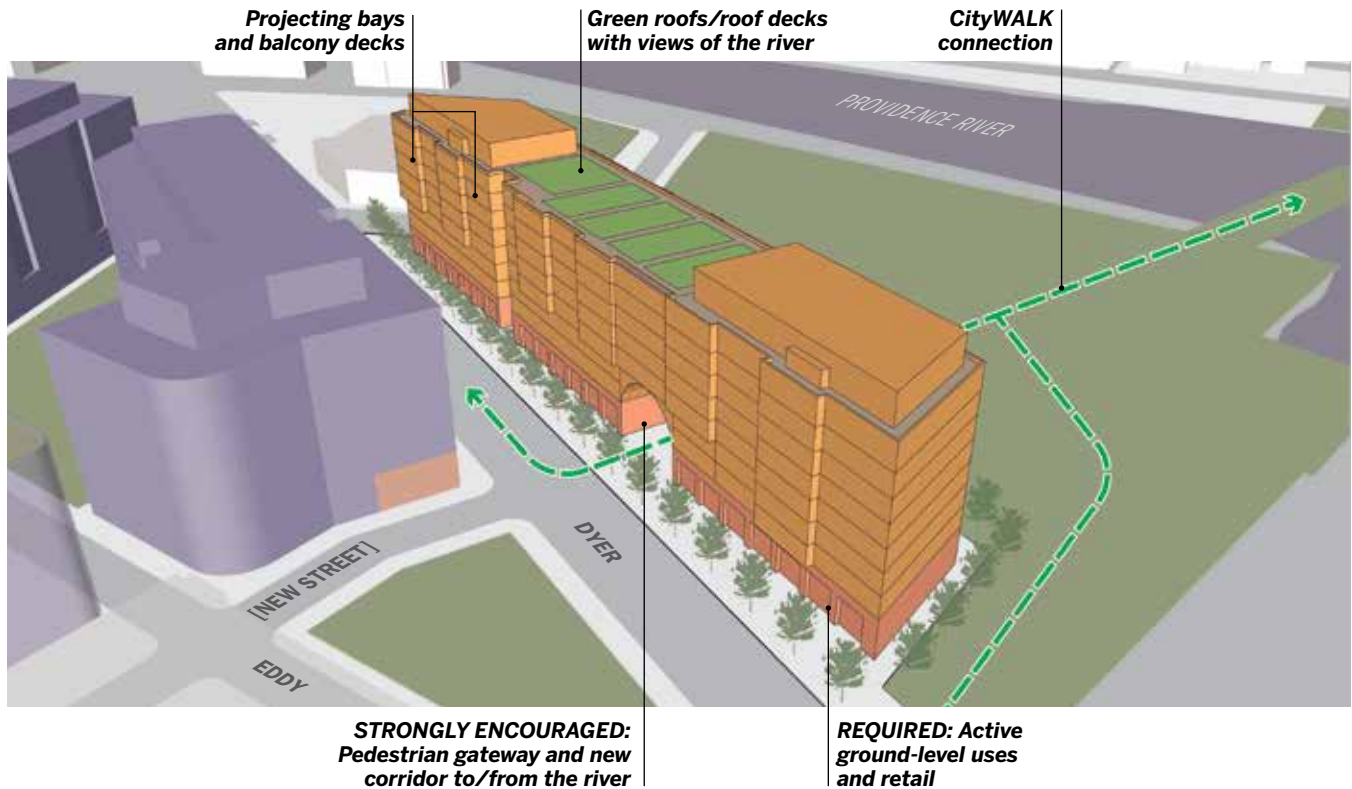 Projecting bays
and balcony decks
Green roofs/roof decks
with views of the river
CityWALK
connection
PROVIDENCE RIVER
DYER
[NEW STREET]
EDDY
STRONGLY ENCOURAGED:
Pedestrian gateway and new
corridor to/from the river
REQUIRED: Active
ground-level uses
and retail